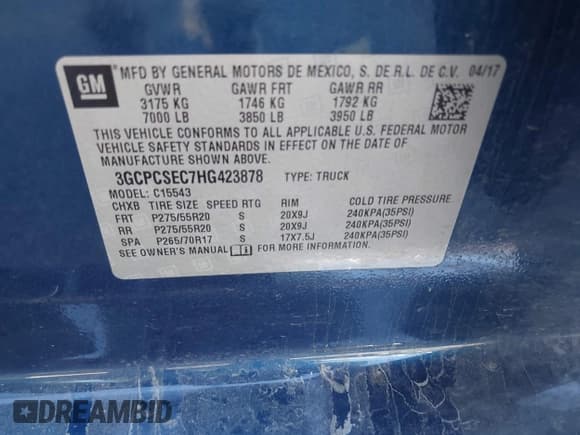 GM
MFD BY GENERAL MOTORS DE MEXICO, S. DE R.L. DE C.V. 04/17
GVWR GAWR FRT GAWR RR
3175 KG 1746 KG 1792 KG
7000 LB 3850 LB 3950 LB
THIS VEHICLE CONFORMS TO ALL APPLICABLE U.S. FEDERAL MOTOR
VEHICLE SAFETY STANDARDS IN EFFECT ON THE DATE OF
MANUFACTURE SHOWN ABOVE.
3GCPCSEC7HG423878 TYPE: TRUCK
MODEL: C15543
CHXB TIRE SIZE SPEED RTG RIM COLD TIRE PRESSURE
FRT P275/55R20 S 20X9J 240KPA(35PSI)
RR P275/55R20 S 20X9J 240KPA(35PSI)
SPA P265/70R17 S 17X7.5J 240KPA(35PSI)
SEE OWNER'S MANUAL FOR MORE INFORMATION.
DREAMBID